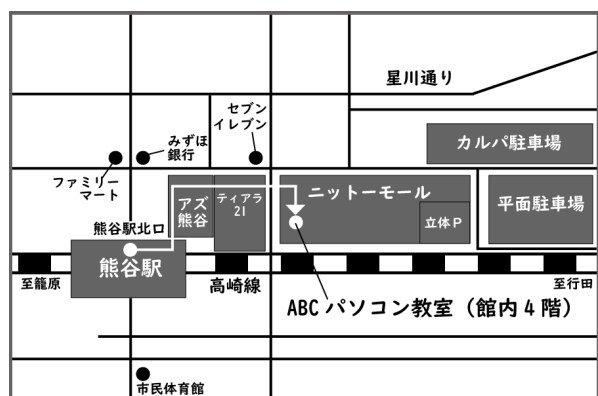 星川通り
セブン
イレブン
みずほ
銀行
カルパ駐車場
ファミリー
マート
アズ
熊谷
ティアラ
21
ニットーモール
立体P
平面駐車場
熊谷駅北口
熊谷駅
至籠原
高崎線
至行田
ABCパソコン教室(館内4階)
市民体育館